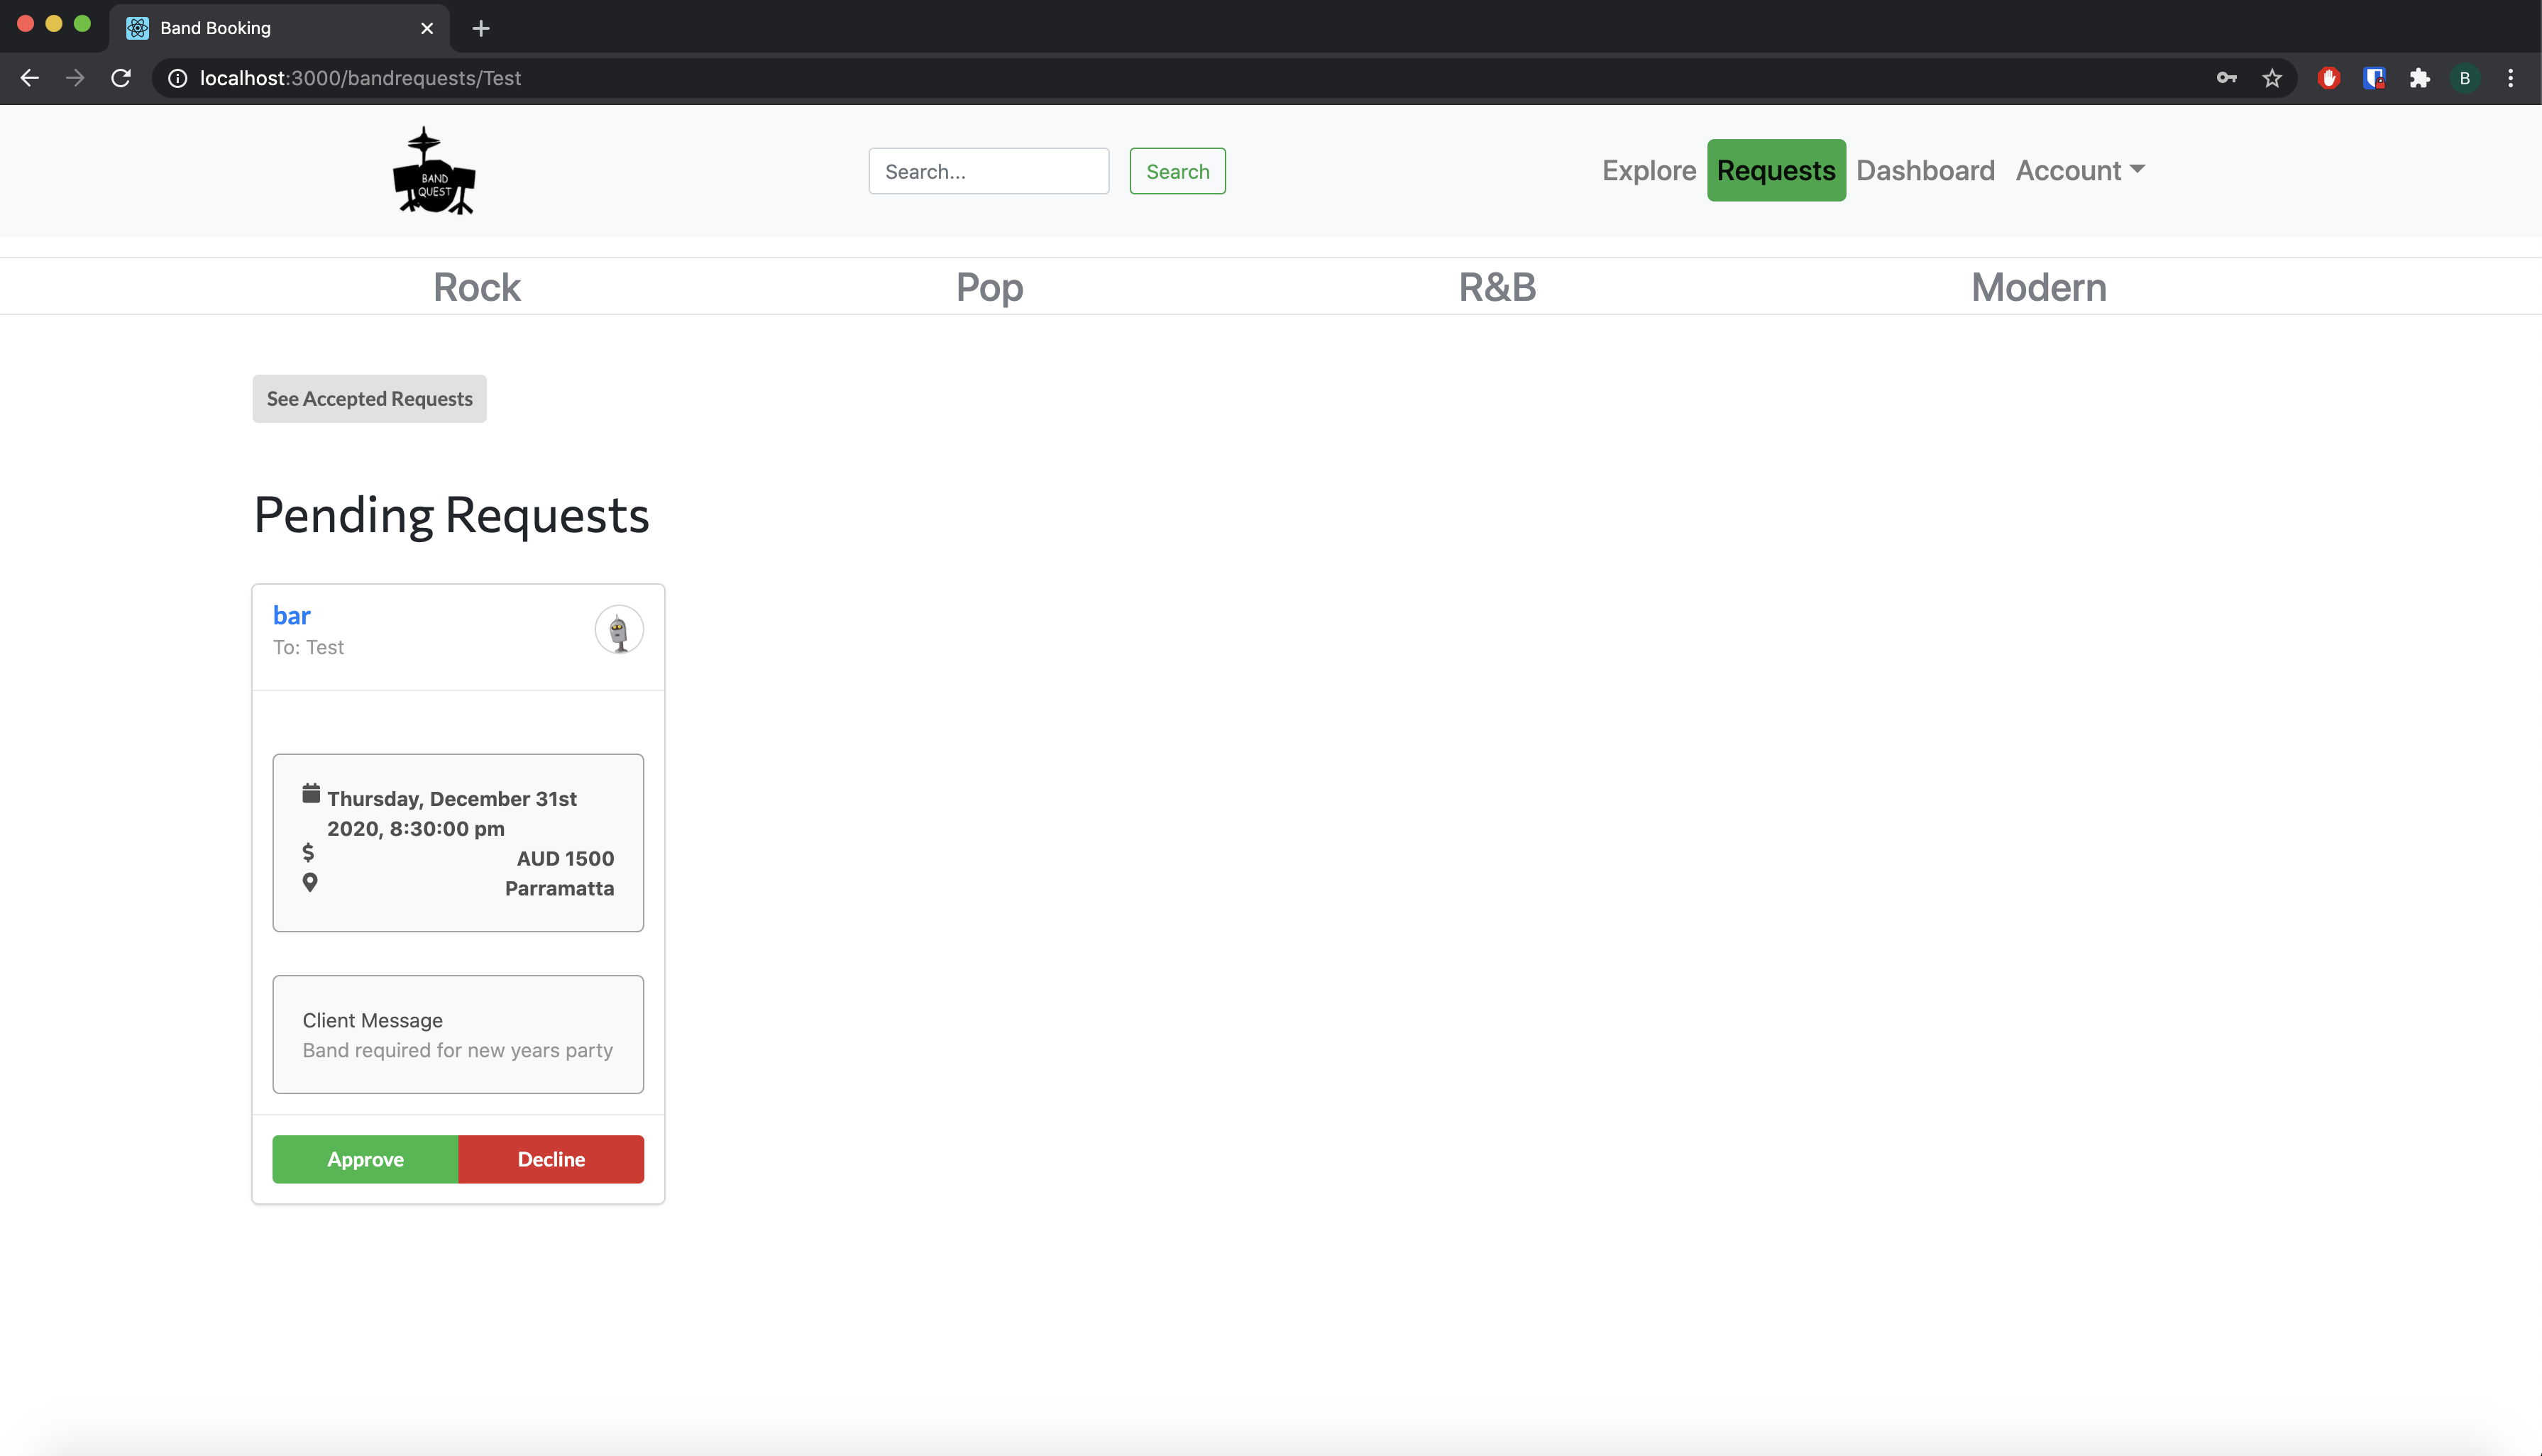 Band Booking
localhost:3000/bandrequests/Test
B
BAND
QUEST
Search...
Search
Explore
Requests
Dashboard
Account
Rock
Pop
R&B
Modern
See Accepted Requests
Pending Requests
bar
To: Test
Thursday, December 31st
2020, 8:30:00 pm
$
AUD 1500
Parramatta
Client Message
Band required for new years party
Approve
Decline